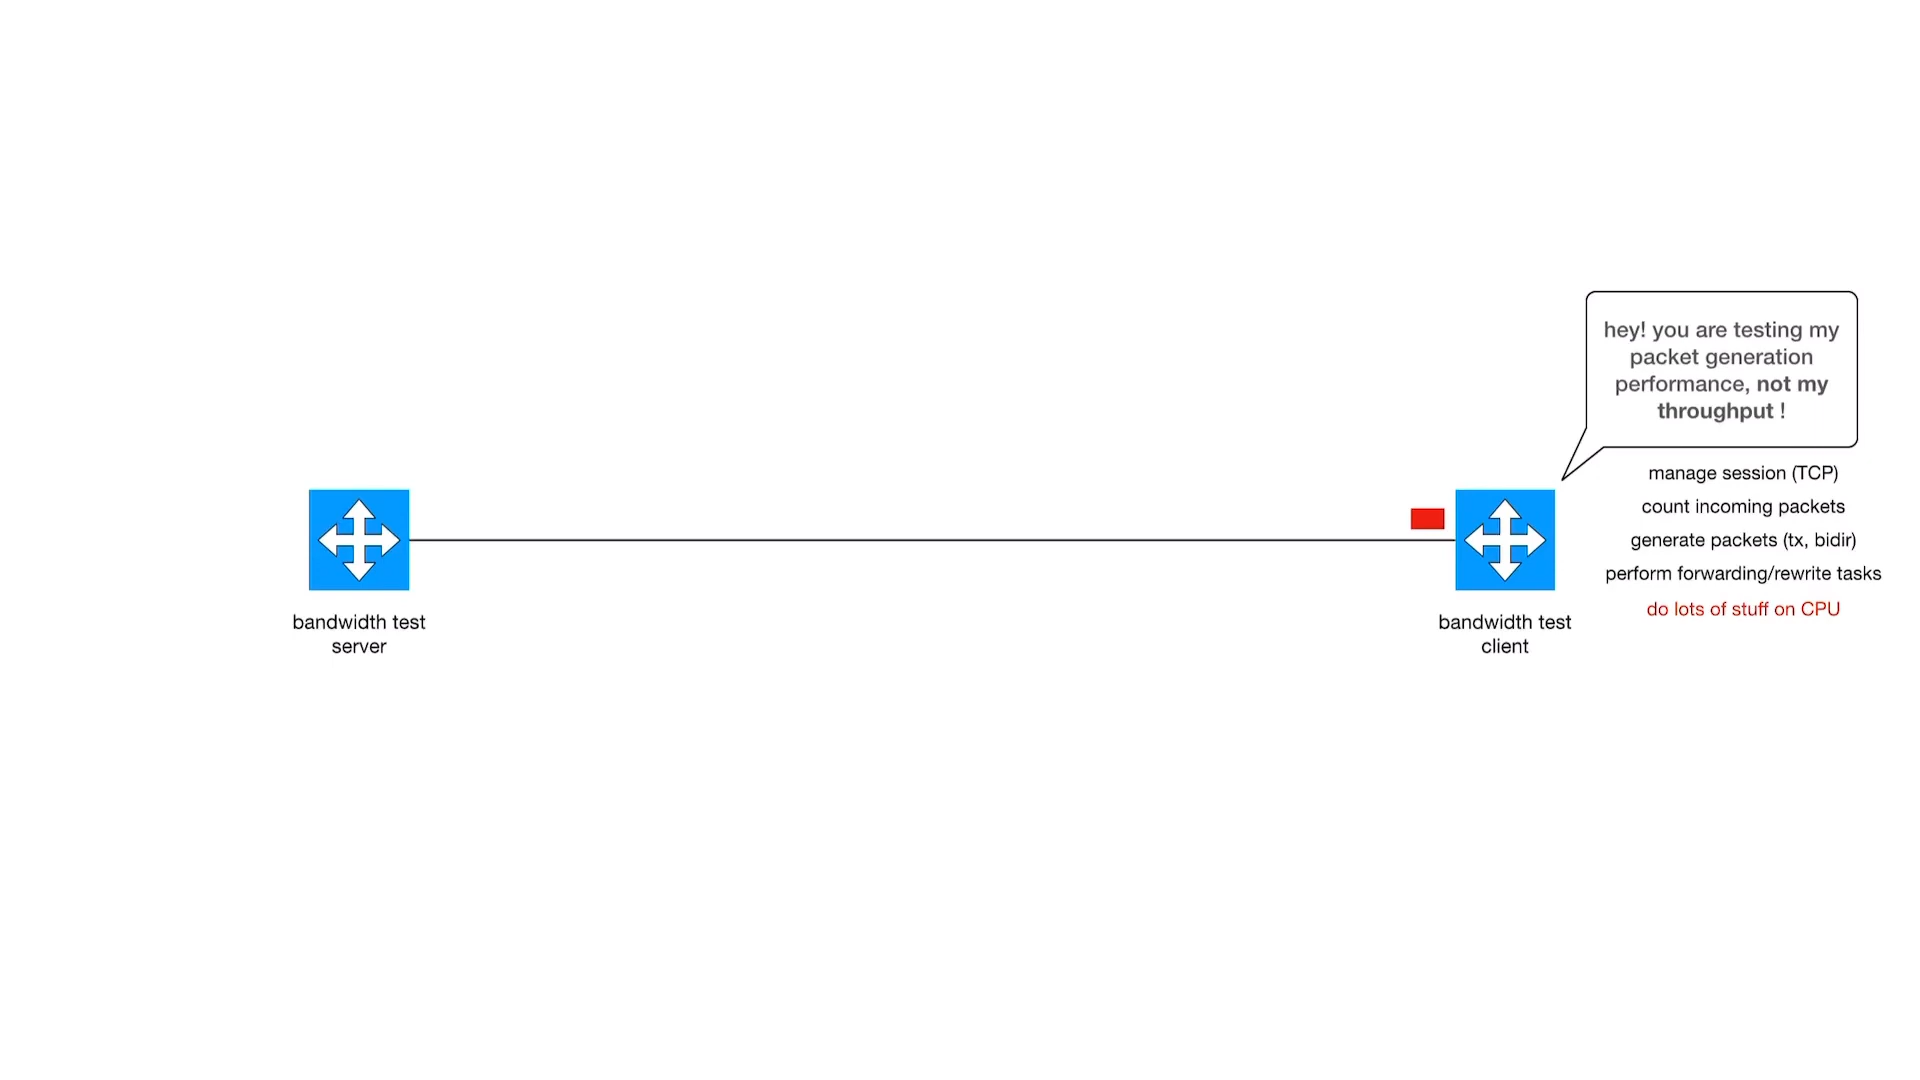 hey! you are testing my
packet generation
performance, not my
throughput !
manage session (TCP)
count incoming packets
generate packets (tx, bidir)
perform forwarding/rewrite tasks
do lots of stuff on CPU
bandwidth test
server
bandwidth test
client